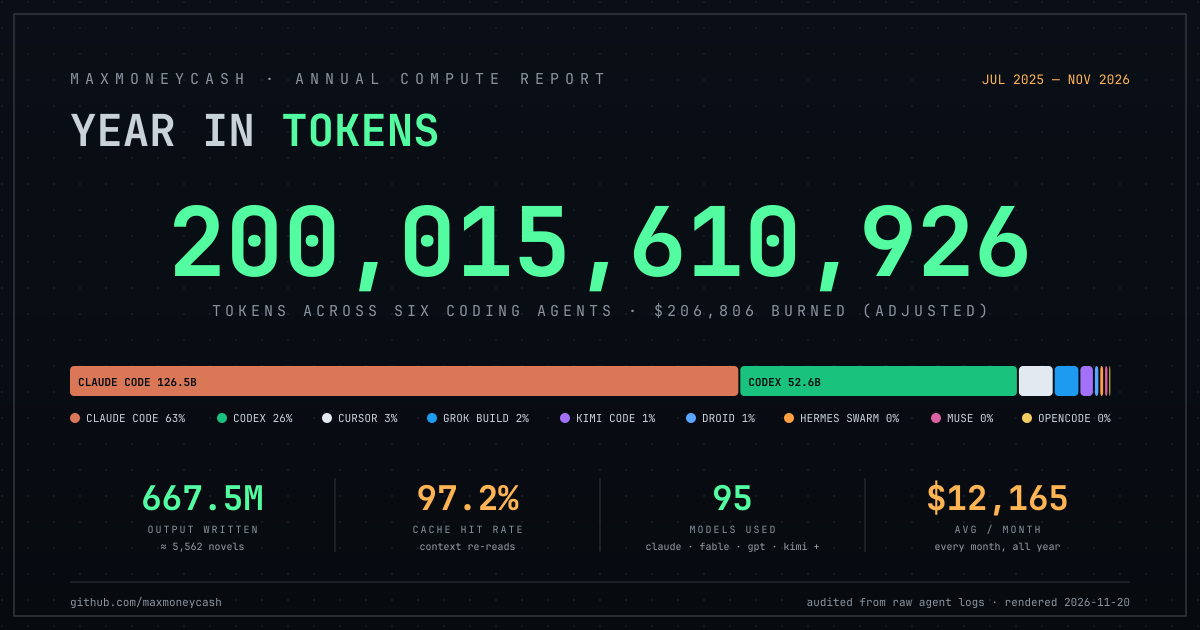 MAXMONEYCASH · ANNUAL COMPUTE REPORT
JUL 2025 — NOV 2026
YEAR IN TOKENS
200,015,610,926
TOKENS ACROSS SIX CODING AGENTS · $206,806 BURNED (ADJUSTED)
CLAUDE CODE 126.5B
CODEX 52.6B
CLAUDE CODE 63%
CODEX 26%
CURSOR 3%
GROK BUILD 2%
KIMI CODE 1%
DROID 1%
HERMES SWARM 0%
MUSE 0%
OPENCODE 0%
667.5M
OUTPUT WRITTEN
≈ 5,562 novels
97.2%
CACHE HIT RATE
context re-reads
95
MODELS USED
claude · fable · gpt · kimi +
$12,165
AVG / MONTH
every month, all year
github.com/maxmoneycash
audited from raw agent logs · rendered 2026-11-20